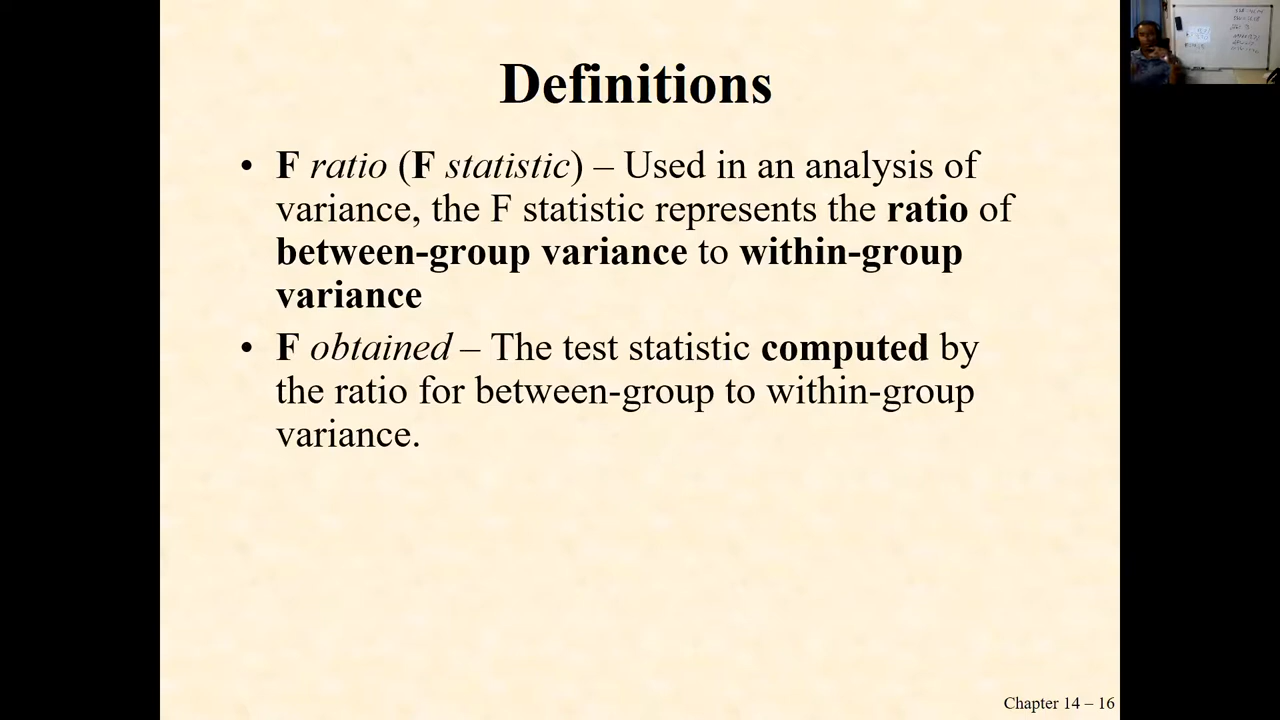 Definitions
• F ratio (F statistic) – Used in an analysis of
variance, the F statistic represents the ratio of
between-group variance to within-group
variance
• F obtained – The test statistic computed by
the ratio for between-group to within-group
variance.
Chapter 14 – 16